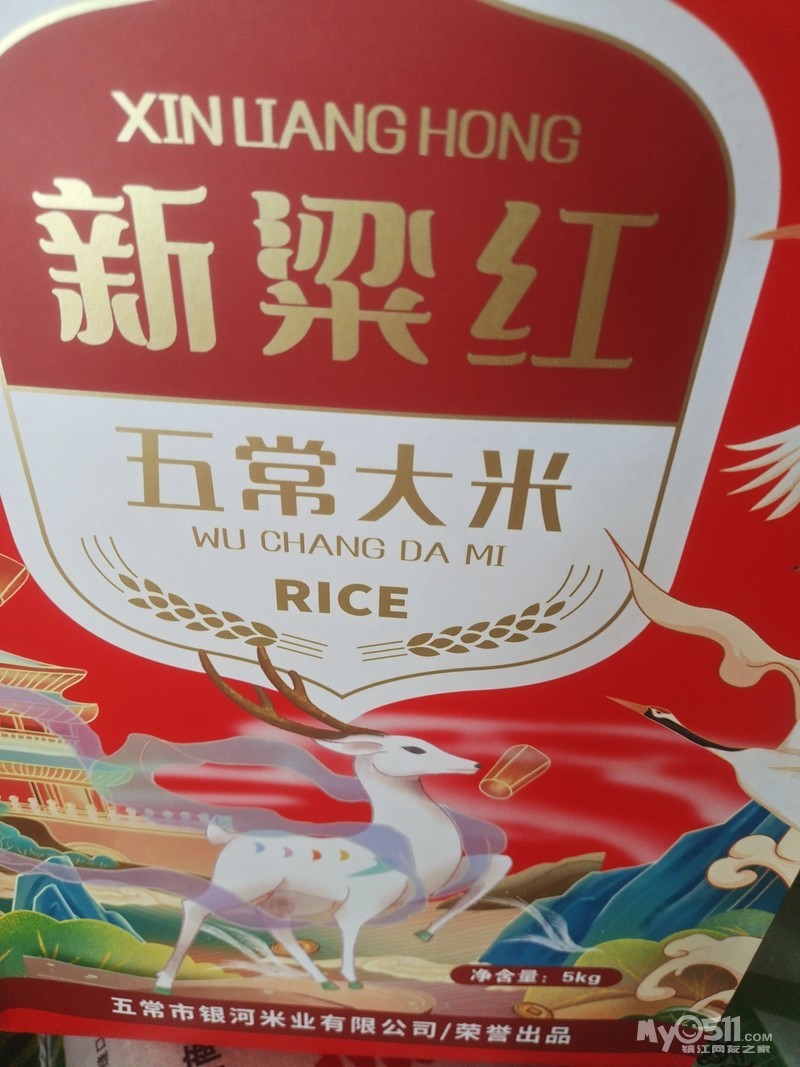 XIN LIANG HONG
新粱红
五常大米
WU CHANG DA MI
RICE
净含量：5kg
五常市银河米业有限公司/荣誉出品
My0511.COM
镇江网友之家